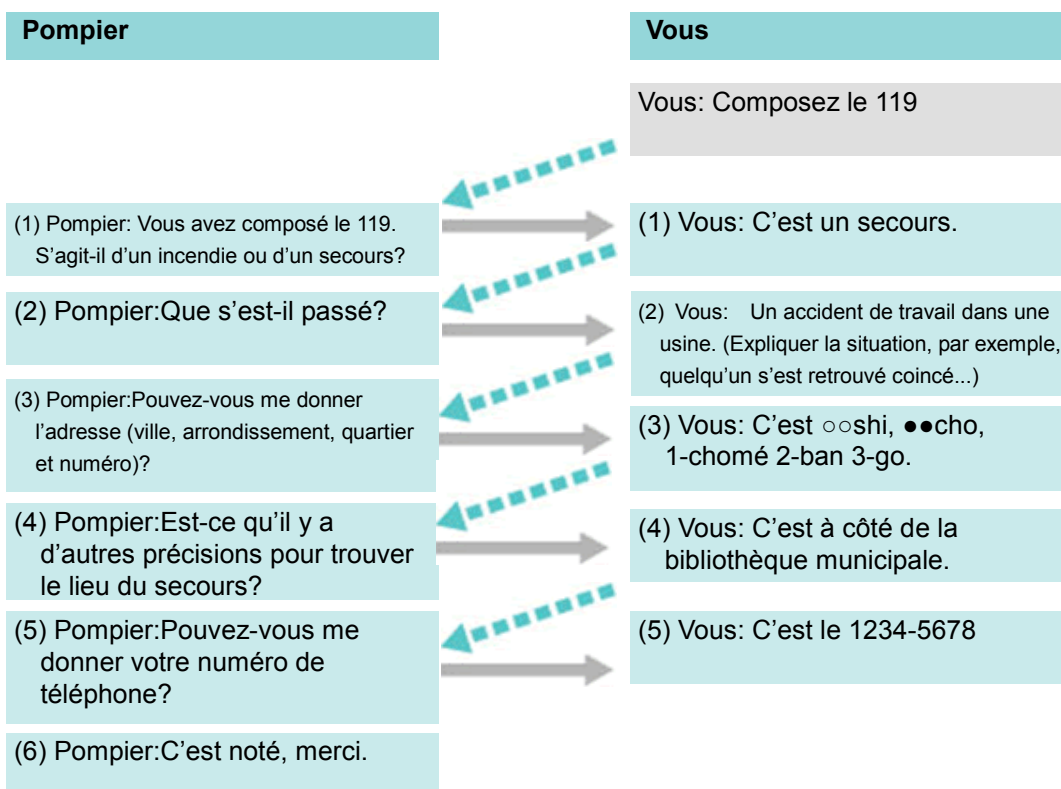 Pompier
Vous
Vous: Composez le 119
(1) Pompier: Vous avez composé le 119.
S’agit-il d’un incendie ou d’un secours?
(1) Vous: C’est un secours.
(2) Pompier:Que s’est-il passé?
(2) Vous: Un accident de travail dans une
usine. (Expliquer la situation, par exemple,
quelqu’un s’est retrouvé coincé...)
(3) Pompier:Pouvez-vous me donner
l’adresse (ville, arrondissement, quartier
et numéro)?
(3) Vous: C’est ○○shi, ●●cho,
1-chomé 2-ban 3-go.
(4) Pompier:Est-ce qu’il y a
d’autres précisions pour trouver
le lieu du secours?
(4) Vous: C’est à côté de la
bibliothèque municipale.
(5) Pompier:Pouvez-vous me
donner votre numéro de
téléphone?
(5) Vous: C’est le 1234-5678
(6) Pompier:C’est noté, merci.